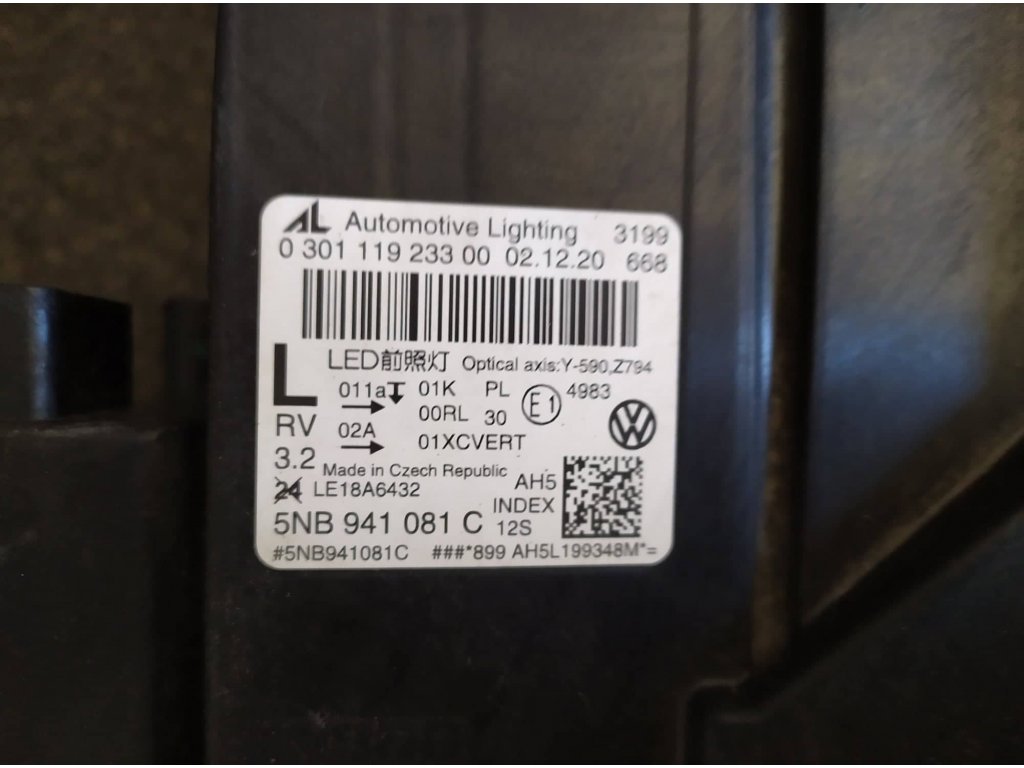 AL Automotive Lighting 3199
0 301 119 233 00 02.12.20 668
L LED前照灯 Optical axis:Y-590,Z794
011a 01K PL E1 4983
00RL 30
RV 02A 01XCVERT
3.2 Made in Czech Republic
24 LE18A6432 AH5
INDEX
5NB 941 081 C 12S
#5NB941081C ###*899 AH5L199348M*=